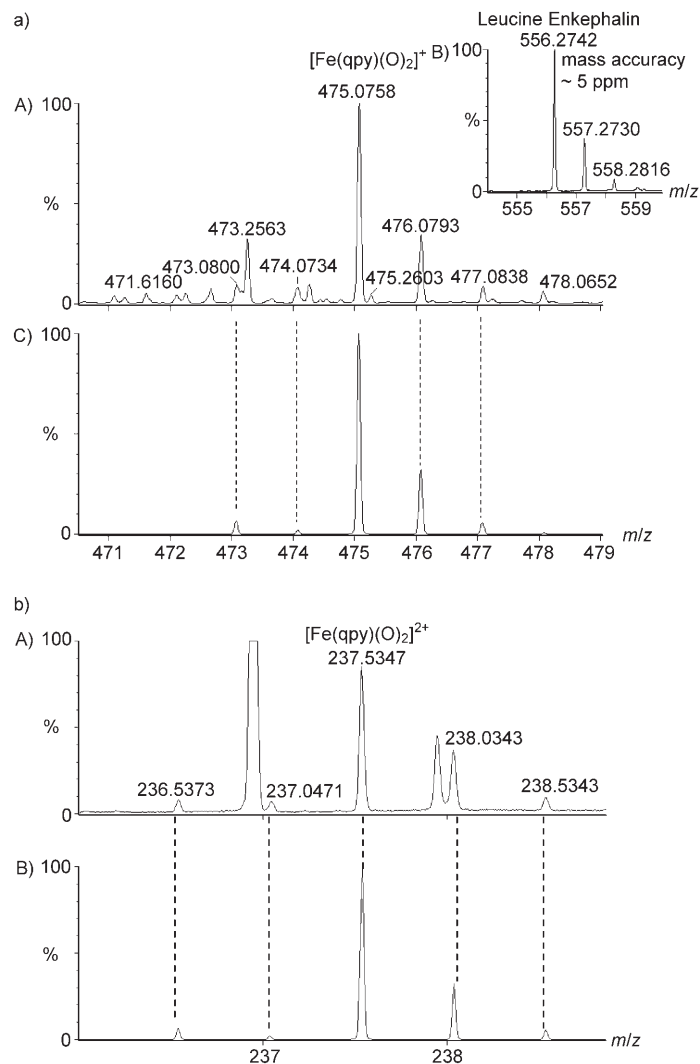 a)
Leucine Enkephalin
[Fe(qpy)(O)2]+
B)
556.2742
mass accuracy
~ 5 ppm
557.2730
558.2816
100
%
0
555 557 559 m/z
A)
475.0758
100
%
0
471.6160
473.0800
473.2563
474.0734
475.2603
476.0793
477.0838
478.0652
C)
100
%
0
471 472 473 474 475 476 477 478 479 m/z
b)
A)
[Fe(qpy)(O)2]2+
100
%
0
236.5373
237.0471
237.5347
238.0343
238.5343
B)
100
%
0
237 238 m/z